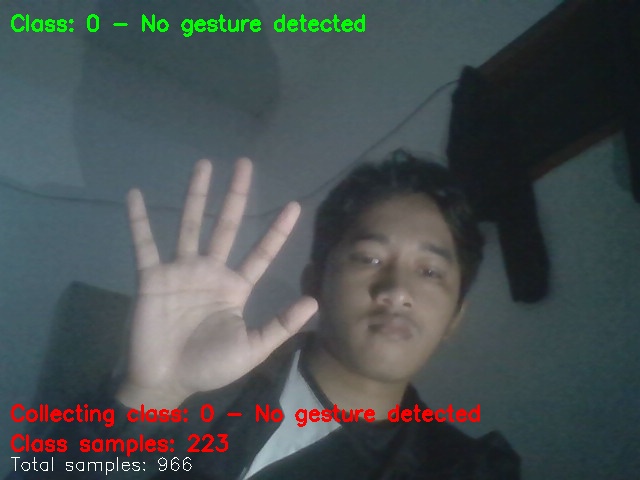 Class: 0 - No gesture detected
Collecting class: 0 - No gesture detected
Class samples: 223
Total samples: 966